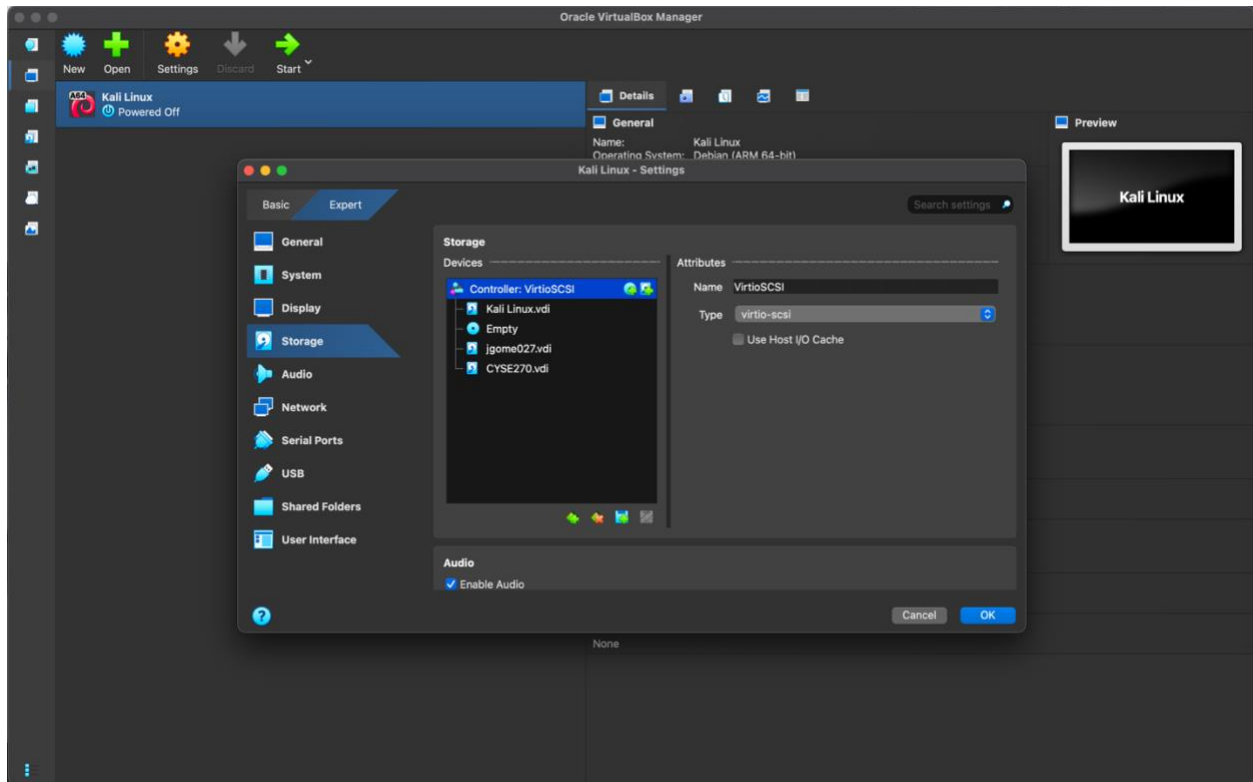 Oracle VirtualBox Manager
New Open Settings Discard Start
A64
Kali Linux
Powered Off
Details
General
Name: Kali Linux
Operating System: Debian (ARM 64-bit)
Preview
Kali Linux
Kali Linux - Settings
Basic Expert
Search settings
General
System
Display
Storage
Audio
Network
Serial Ports
USB
Shared Folders
User Interface
Storage
Devices
Controller: VirtioSCSI
Kali Linux.vdi
Empty
jgome027.vdi
CYSE270.vdi
Attributes
Name VirtioSCSI
Type virtio-scsi
Use Host I/O Cache
Audio
Enable Audio
?
Cancel OK
None